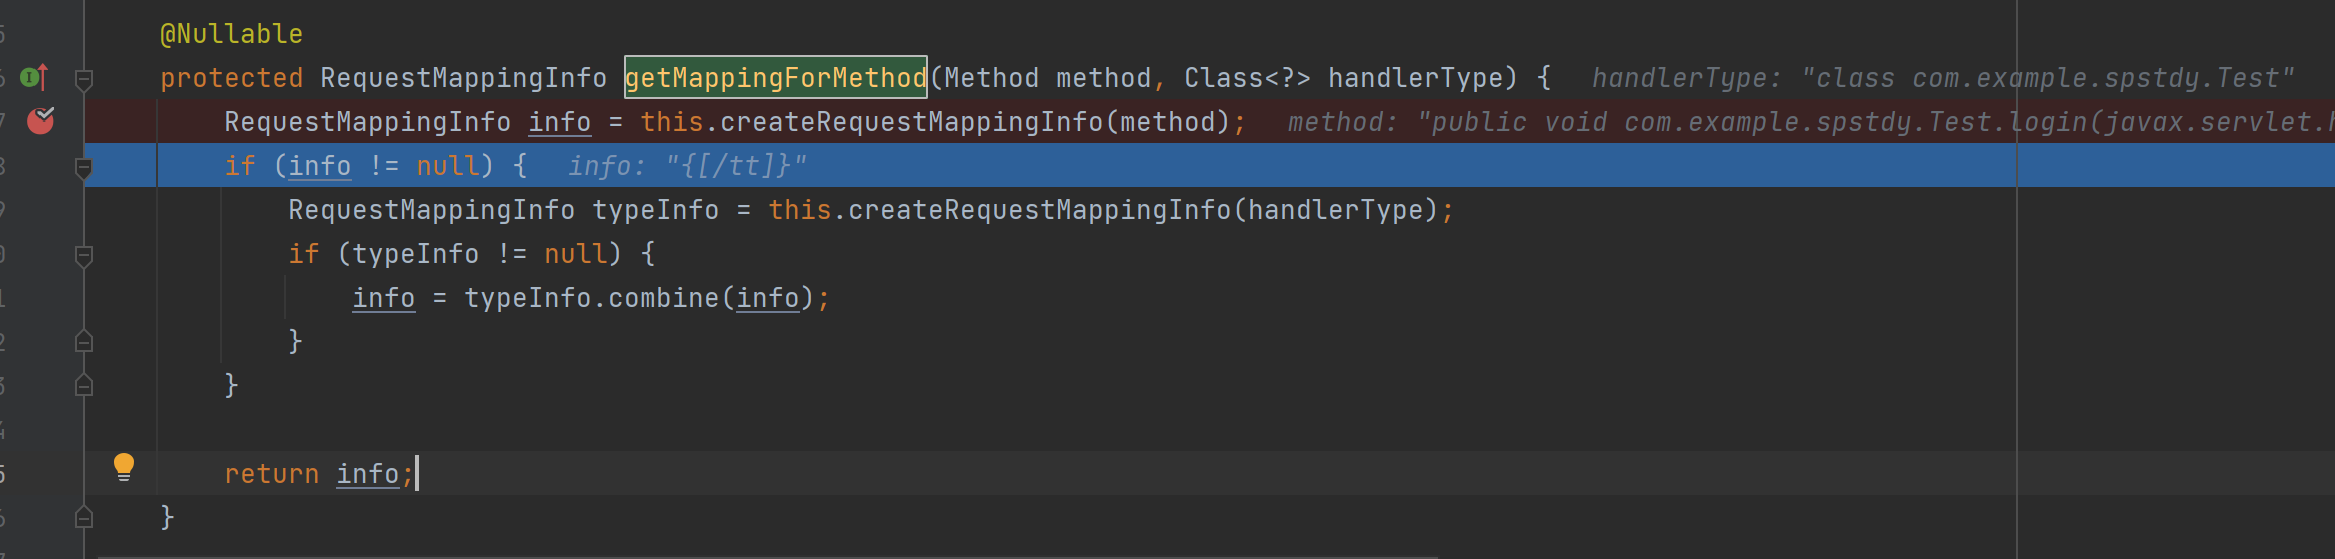 @Nullable
protected RequestMappingInfo getMappingForMethod(Method method, Class<?> handlerType) {   handlerType: "class com.example.spstdy.Test"
RequestMappingInfo info = this.createRequestMappingInfo(method);   method: "public void com.example.spstdy.Test.login(javax.servlet.h
if (info != null) {   info: "{[/tt]}"
RequestMappingInfo typeInfo = this.createRequestMappingInfo(handlerType);
if (typeInfo != null) {
info = typeInfo.combine(info);
}
}
return info;
}